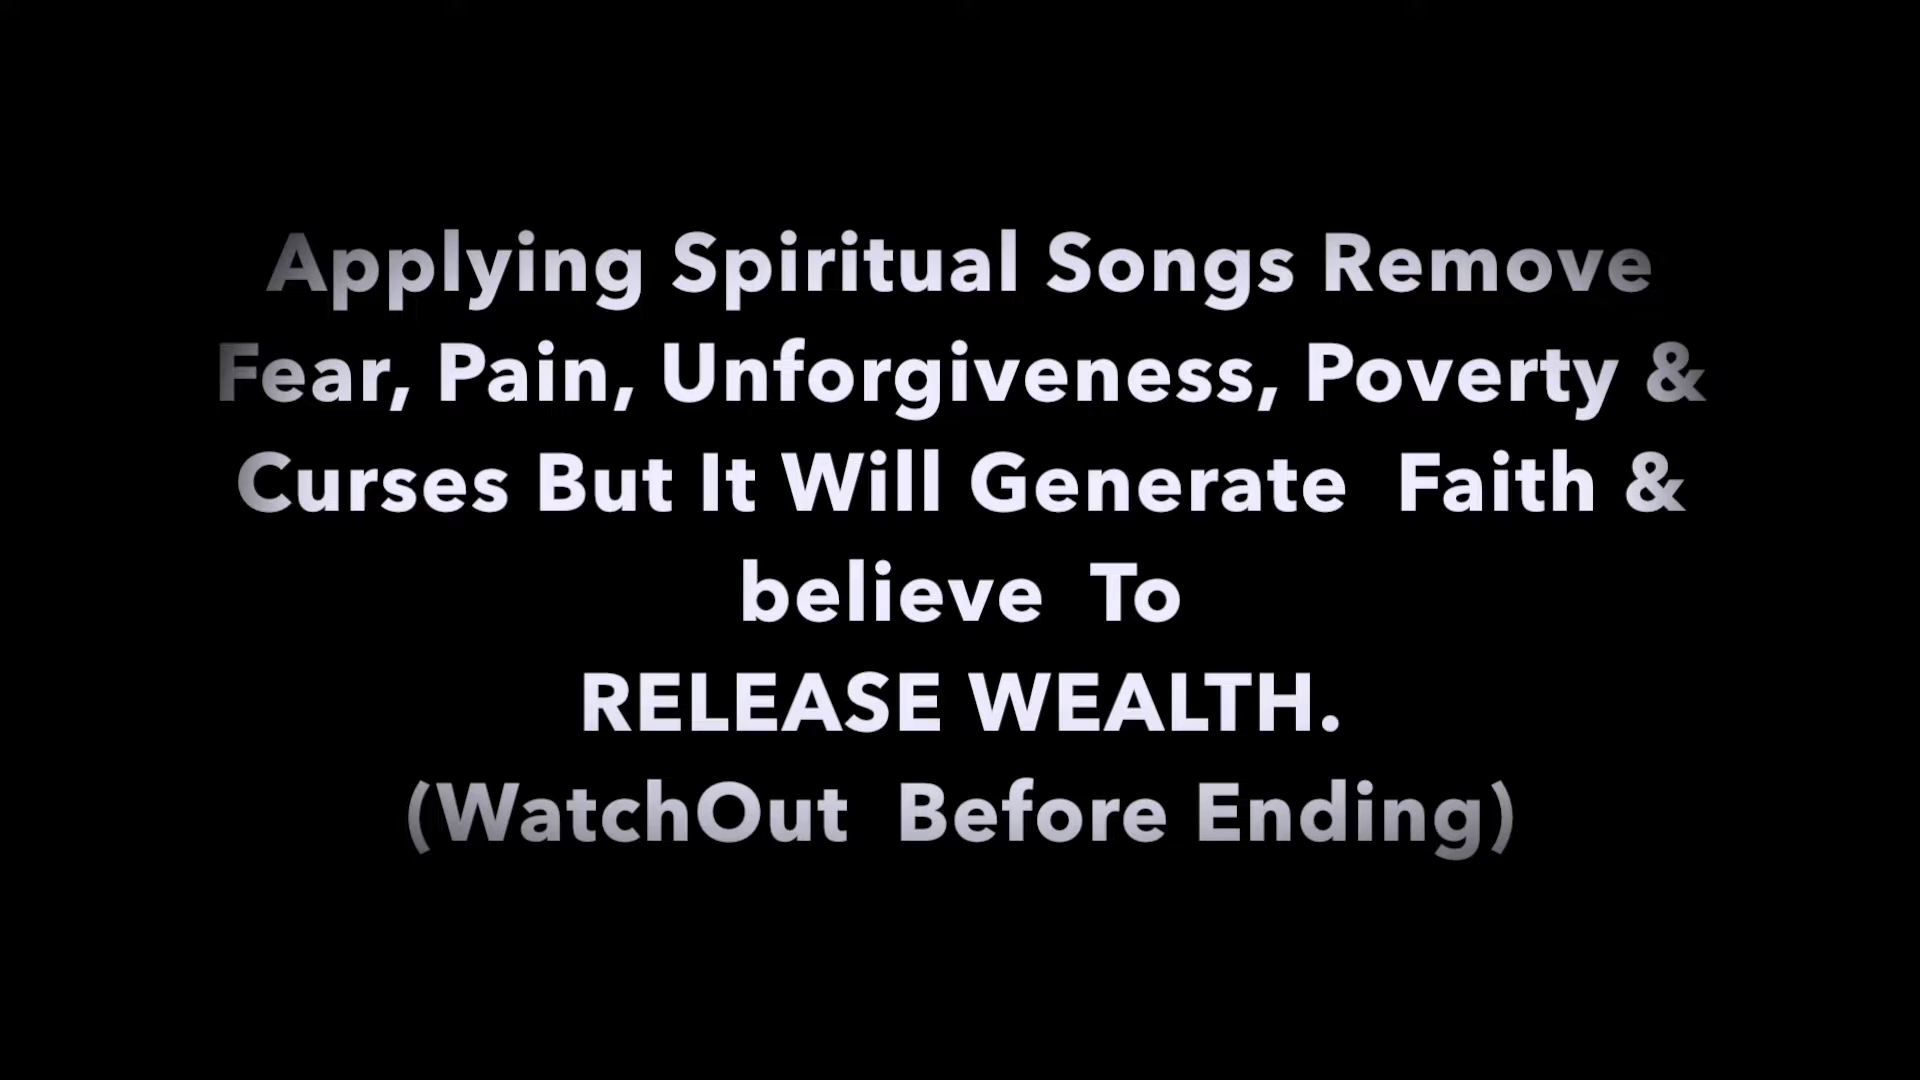 Applying Spiritual Songs Remove
Fear, Pain, Unforgiveness, Poverty &
Curses But It Will Generate  Faith &
believe  To
RELEASE WEALTH.
(WatchOut  Before Ending)